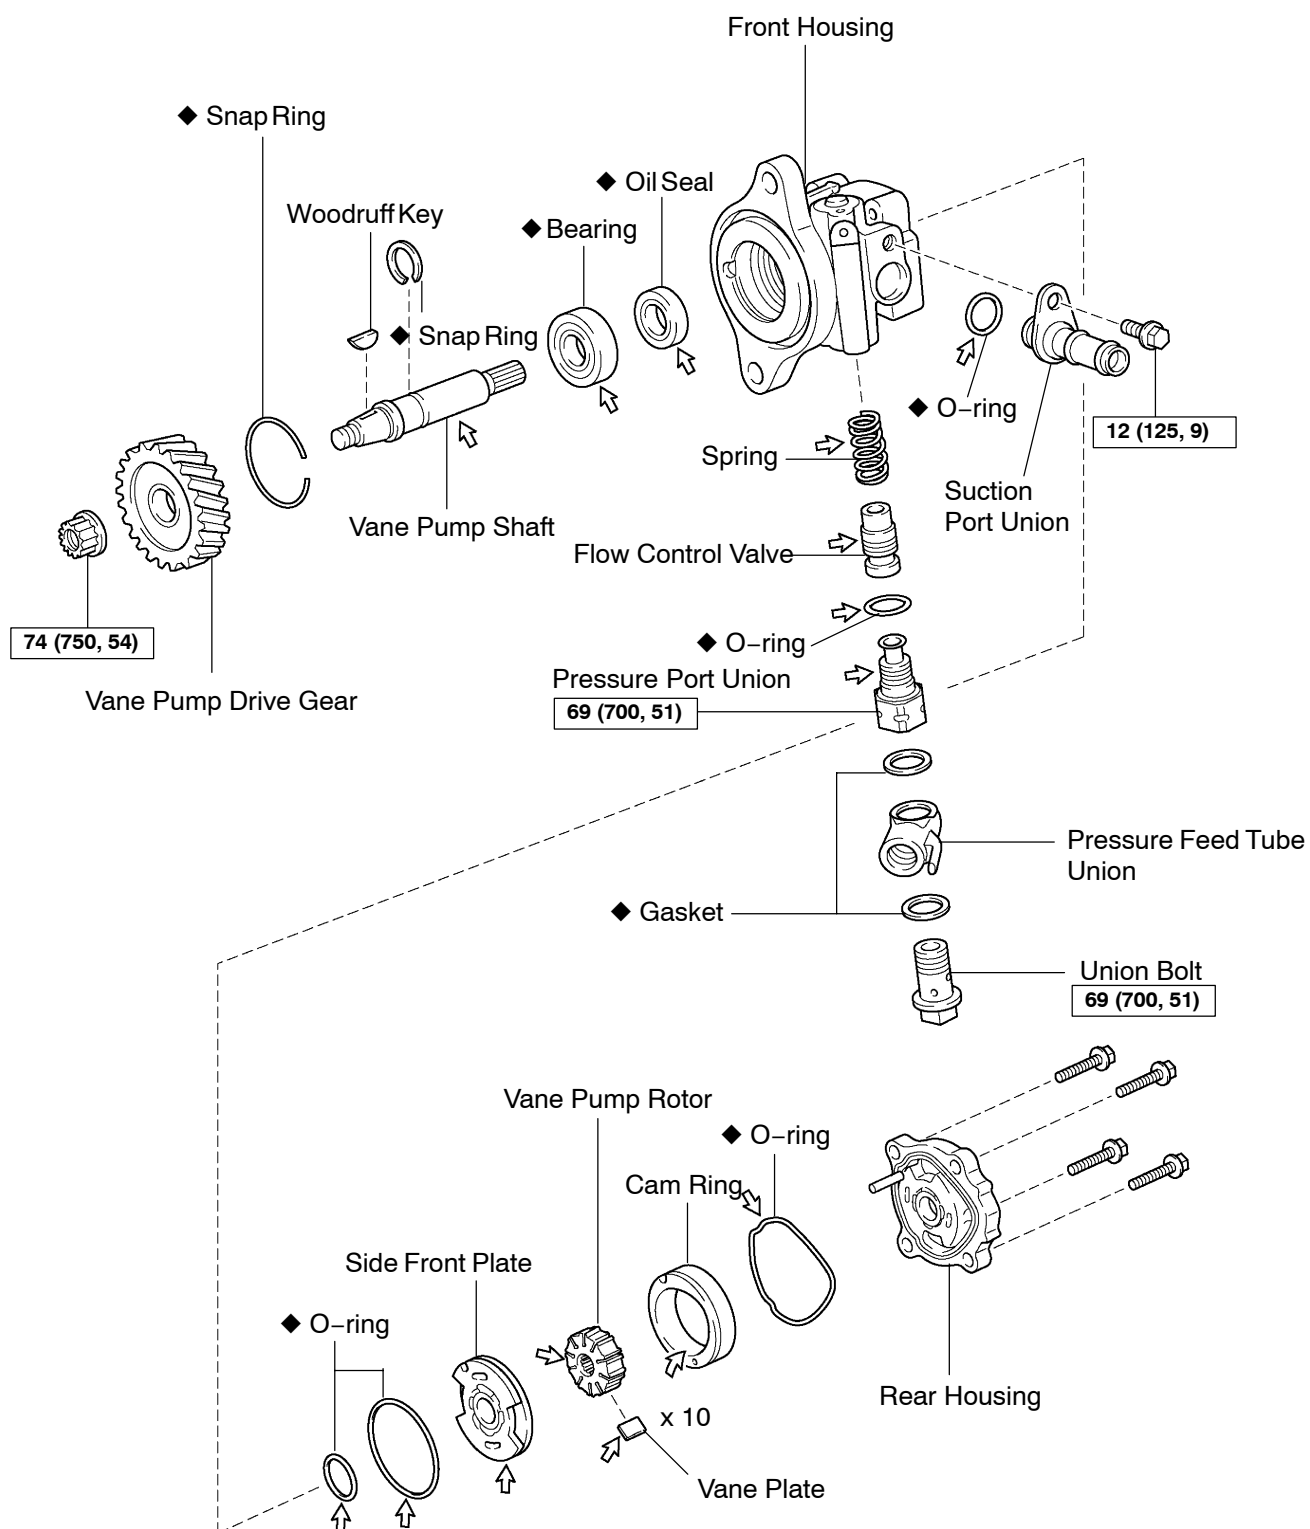 Front Housing
◆ Snap Ring
◆ Oil Seal
Woodruff Key
◆ Bearing
◆ Snap Ring
◆ O-ring
12 (125, 9)
Spring
Suction
Port Union
Vane Pump Shaft
Flow Control Valve
74 (750, 54)
◆ O-ring
Pressure Port Union
Vane Pump Drive Gear
69 (700, 51)
Pressure Feed Tube
Union
◆ Gasket
Union Bolt
69 (700, 51)
Vane Pump Rotor
◆ O-ring
Cam Ring
Side Front Plate
◆ O-ring
Rear Housing
x 10
Vane Plate